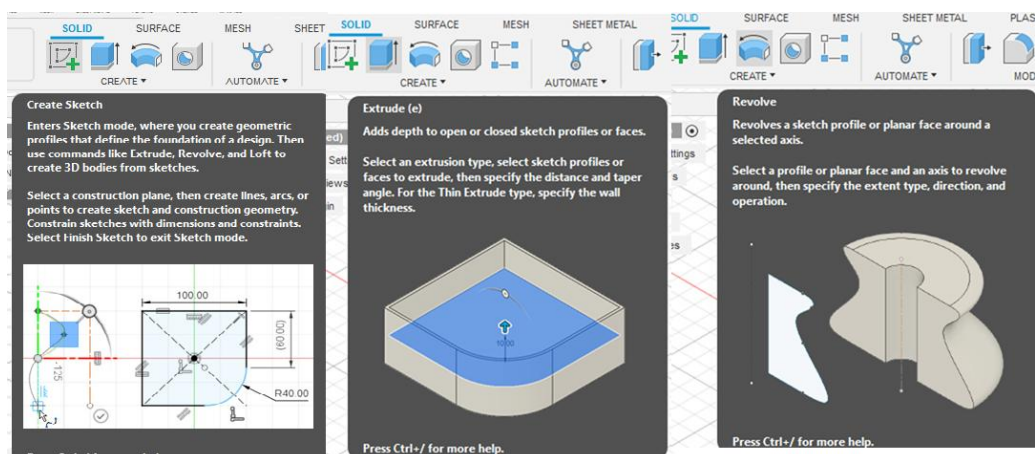 SOLID
SURFACE
MESH
SHEET
CREATE ▾
AUTOMATE ▾
Create Sketch
Enters Sketch mode, where you create geometric
profiles that define the foundation of a design. Then
use commands like Extrude, Revolve, and Loft to
create 3D bodies from sketches.
Select a construction plane, then create lines, arcs, or
points to create sketch and construction geometry.
Constrain sketches with dimensions and constraints.
Select Finish Sketch to exit Sketch mode.
100.00
(60.00)
R40.00
-125
SOLID
SURFACE
MESH
SHEET METAL
CREATE ▾
AUTOMATE ▾
Extrude (e)
Adds depth to open or closed sketch profiles or faces.
Select an extrusion type, select sketch profiles or
faces to extrude, then specify the distance and taper
angle. For the Thin Extrude type, specify the wall
thickness.
10.00
Press Ctrl+/ for more help.
SOLID
SURFACE
MESH
SHEET METAL
PLAS
CREATE ▾
AUTOMATE ▾
MOD
Revolve
Revolves a sketch profile or planar face around a
selected axis.
Select a profile or planar face and an axis to revolve
around, then specify the extent type, direction, and
operation.
Press Ctrl+/ for more help.